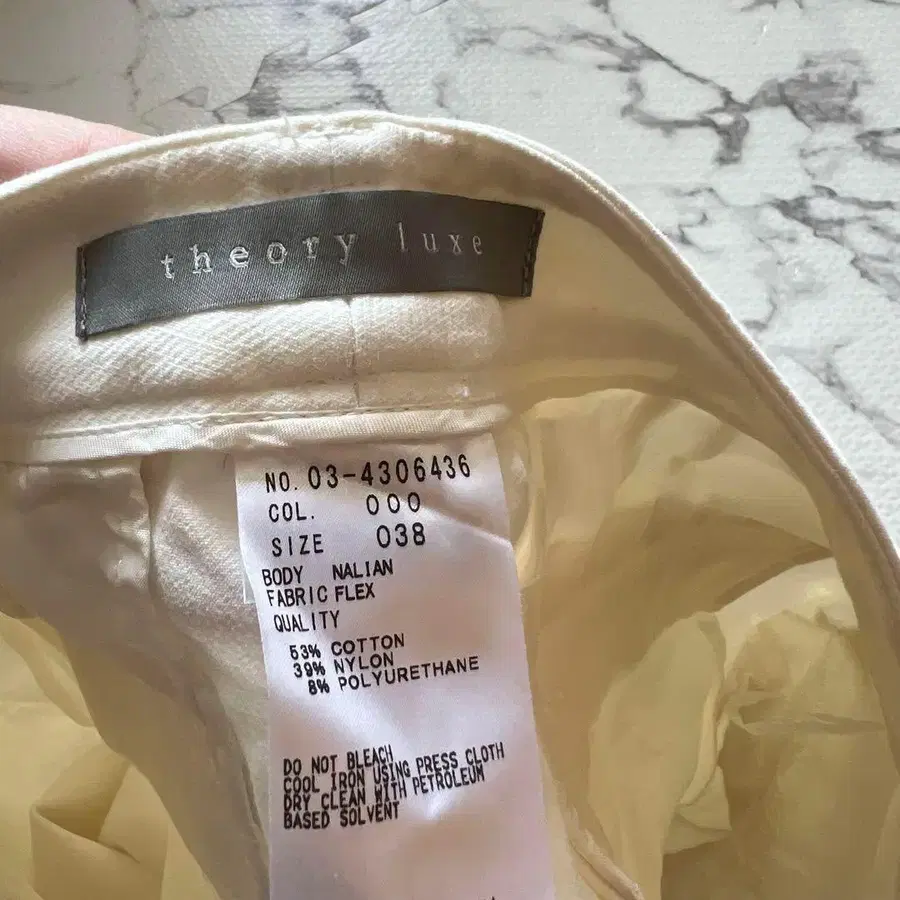 theory luxe
NO. 03-4306436
COL. 000
SIZE 038
BODY NALIAN
FABRIC FLEX
QUALITY
53% COTTON
39% NYLON
8% POLYURETHANE
DO NOT BLEACH
COOL IRON USING PRESS CLOTH
DRY CLEAN WITH PETROLEUM
BASED SOLVENT